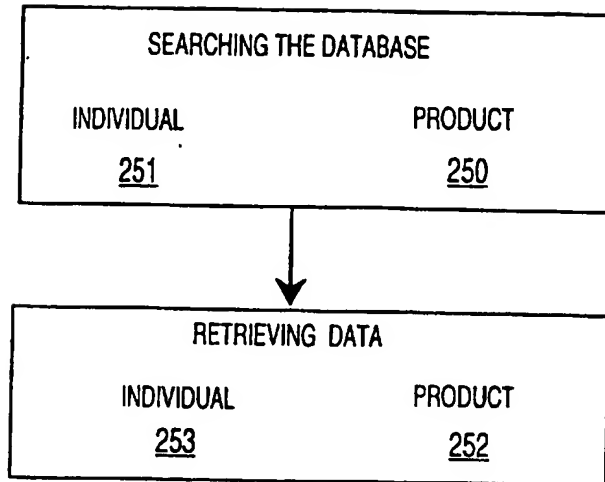 SEARCHING THE DATABASE
INDIVIDUAL PRODUCT
251 250
RETRIEVING DATA
INDIVIDUAL PRODUCT
253 252